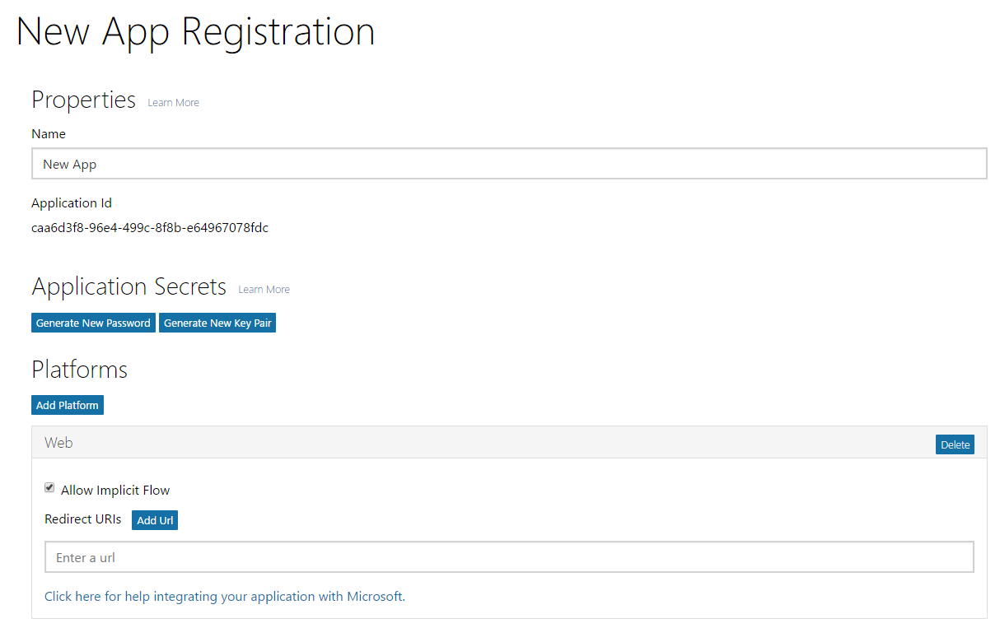 New App Registration
Properties Learn More
Name
New App
Application Id
caa6d3f8-96e4-499c-8f8b-e64967078fdc
Application Secrets Learn More
Generate New Password Generate New Key Pair
Platforms
Add Platform
Web Delete
Allow Implicit Flow
Redirect URIs Add Url
Enter a url
Click here for help integrating your application with Microsoft.